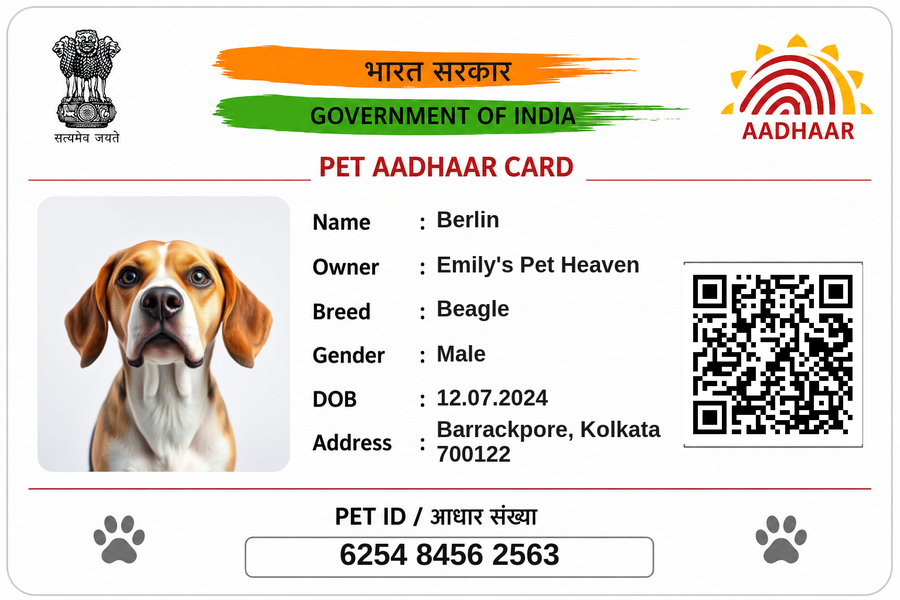 भारत सरकार
GOVERNMENT OF INDIA
सत्यमेव जयते
AADHAAR
PET AADHAAR CARD
Name : Berlin
Owner : Emily's Pet Heaven
Breed : Beagle
Gender : Male
DOB : 12.07.2024
Address : Barrackpore, Kolkata
700122
PET ID / आधार संख्या
6254 8456 2563